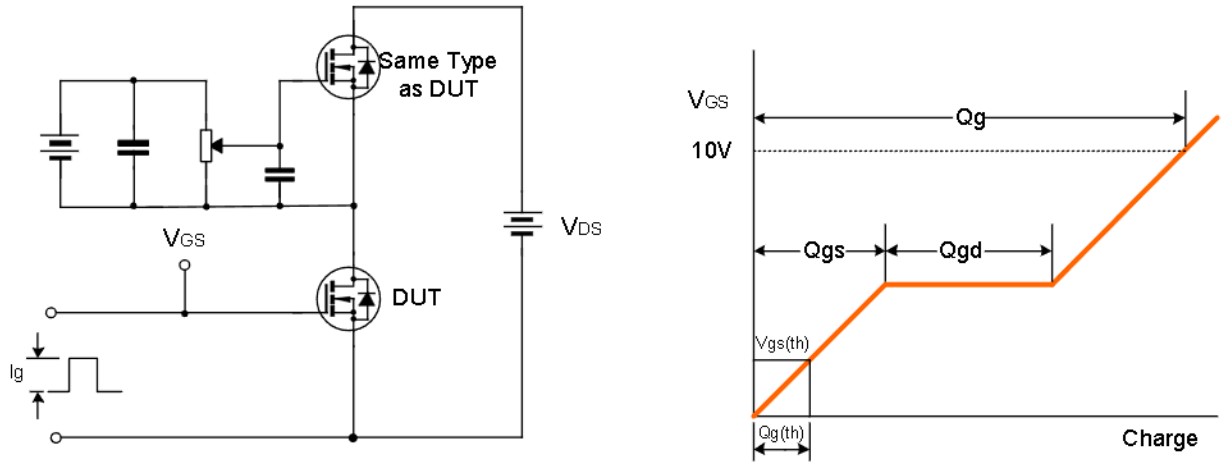 Same Type
as DUT
VGS
VDS
DUT
Ig
VGS
10V
Qg
Qgs
Qgd
Vgs(th)
Qg(th)
Charge